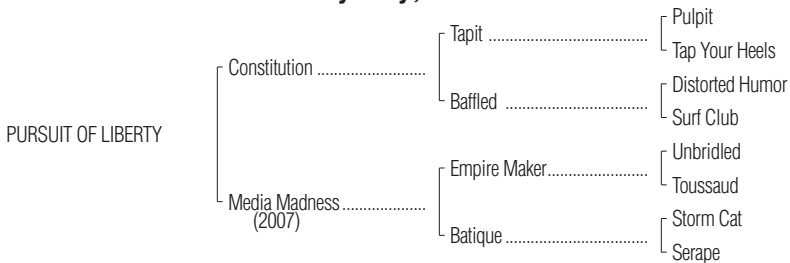 Pulpit
Tapit ................................................
Tap Your Heels
Constitution ................................
Distorted Humor
Baffled ...........................................
Surf Club
PURSUIT OF LIBERTY
Unbridled
Empire Maker..............................
Toussaud
Media Madness ........................
(2007)
Storm Cat
Batique ...........................................
Serape